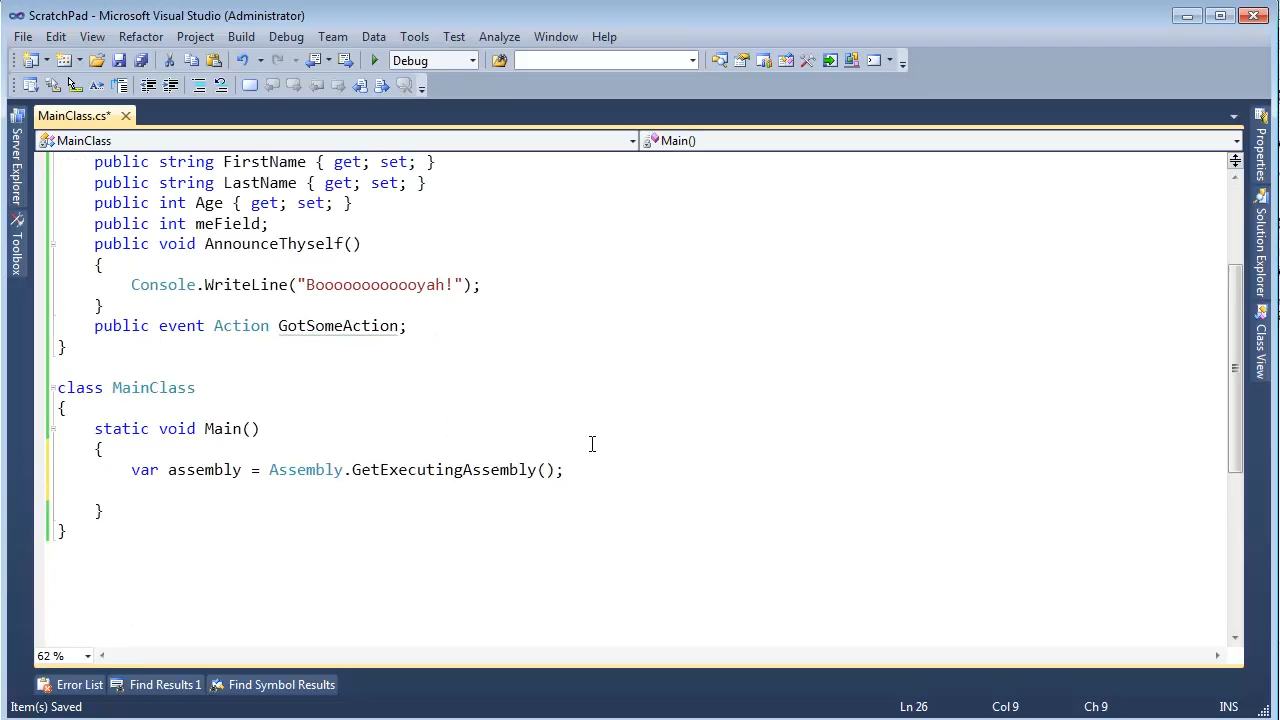 ScratchPad - Microsoft Visual Studio (Administrator)
File Edit View Refactor Project Build Debug Team Data Tools Test Analyze Window Help
Debug
MainClass.cs*
MainClass Main()
public string FirstName { get; set; }
public string LastName { get; set; }
public int Age { get; set; }
public int meField;
public void AnnounceThyself()
{
Console.WriteLine("Boooooooooooyah!");
}
public event Action GotSomeAction;
}
class MainClass
{
static void Main()
{
var assembly = Assembly.GetExecutingAssembly();
}
}
62 %
Server Explorer
Toolbox
Properties
Solution Explorer
Class View
Error List Find Results 1 Find Symbol Results
Item(s) Saved Ln 26 Col 9 Ch 9 INS